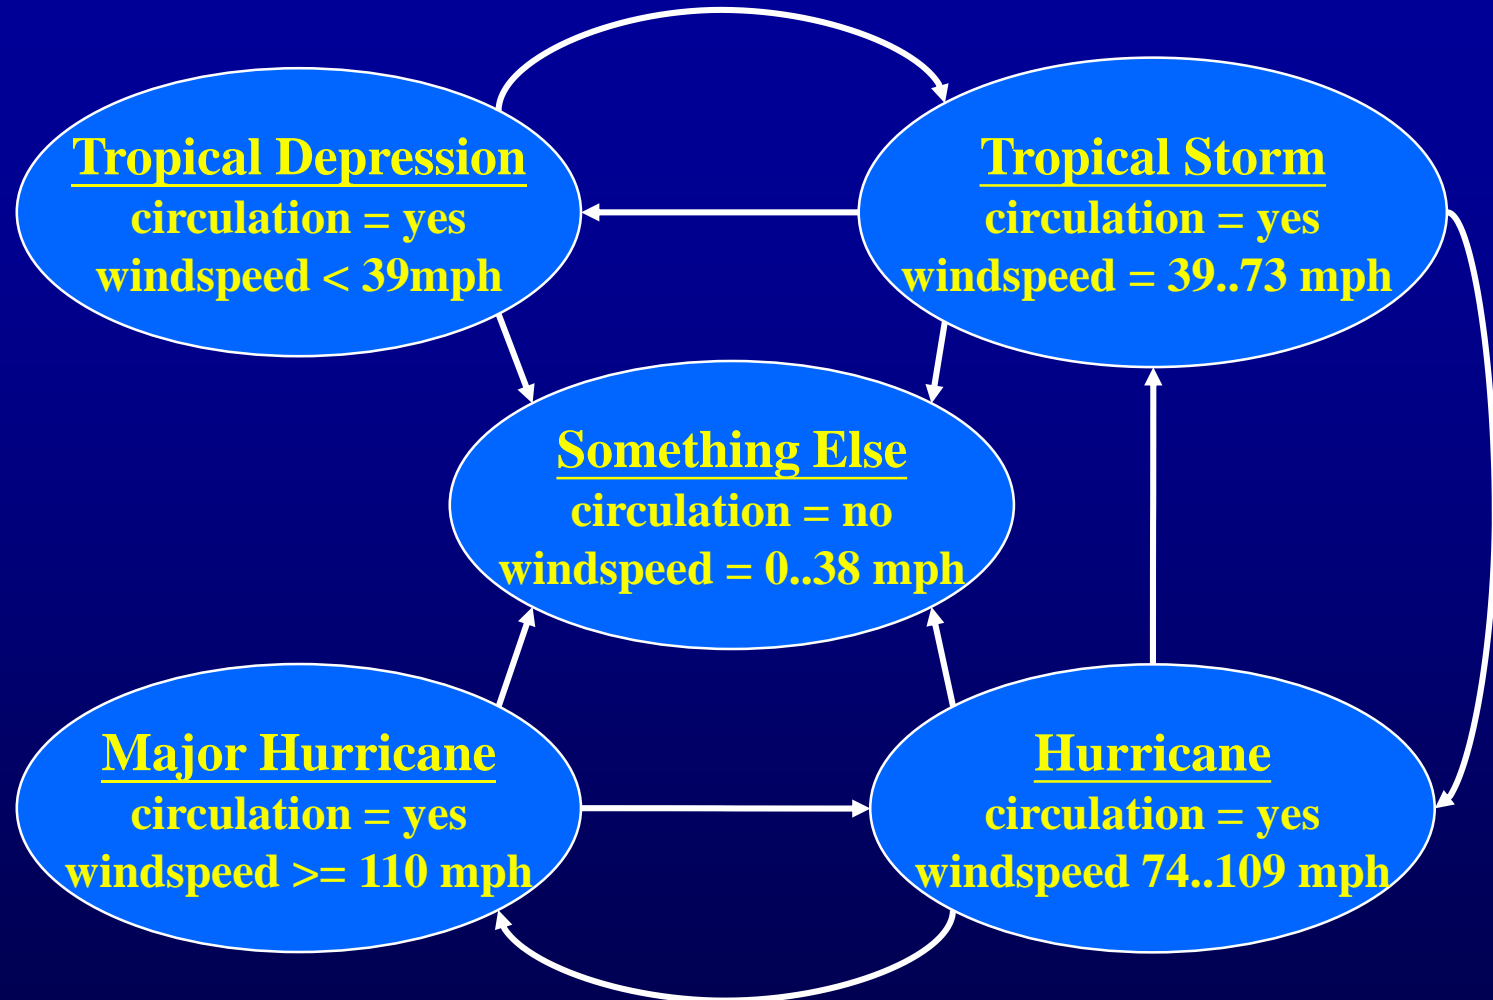 Tropical Depression
circulation = yes
windspeed < 39mph
Tropical Storm
circulation = yes
windspeed = 39..73 mph
Something Else
circulation = no
windspeed = 0..38 mph
Major Hurricane
circulation = yes
windspeed >= 110 mph
Hurricane
circulation = yes
windspeed 74..109 mph